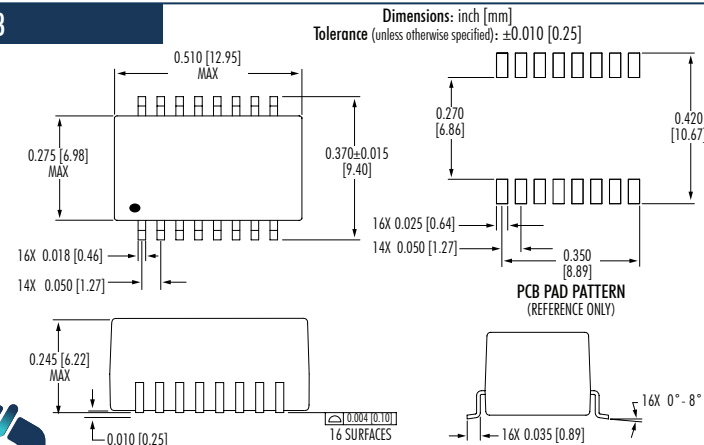 Dimensions: inch [mm]
Tolerance (unless otherwise specified): ±0.010 [0.25]
0.510 [12.95]
MAX
0.275 [6.98]
MAX
0.370±0.015
[9.40]
16X 0.018 [0.46]
14X 0.050 [1.27]
0.270
[6.86]
0.420
[10.67]
16X 0.025 [0.64]
14X 0.050 [1.27]
0.350
[8.89]
PCB PAD PATTERN
(REFERENCE ONLY)
0.245 [6.22]
MAX
0.010 [0.25]
0.004 [0.10]
16 SURFACES
16X 0.035 [0.89]
16X 0°- 8°